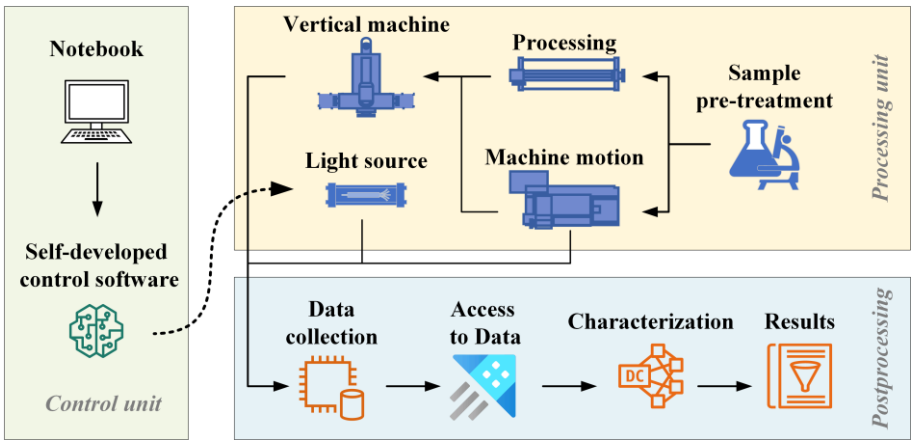 Notebook
Self-developed
control software
Control unit
Vertical machine
Processing
Sample
pre-treatment
Light source
Machine motion
Processing unit
Data
collection
Access
to Data
Characterization
DC
Results
Postprocessing